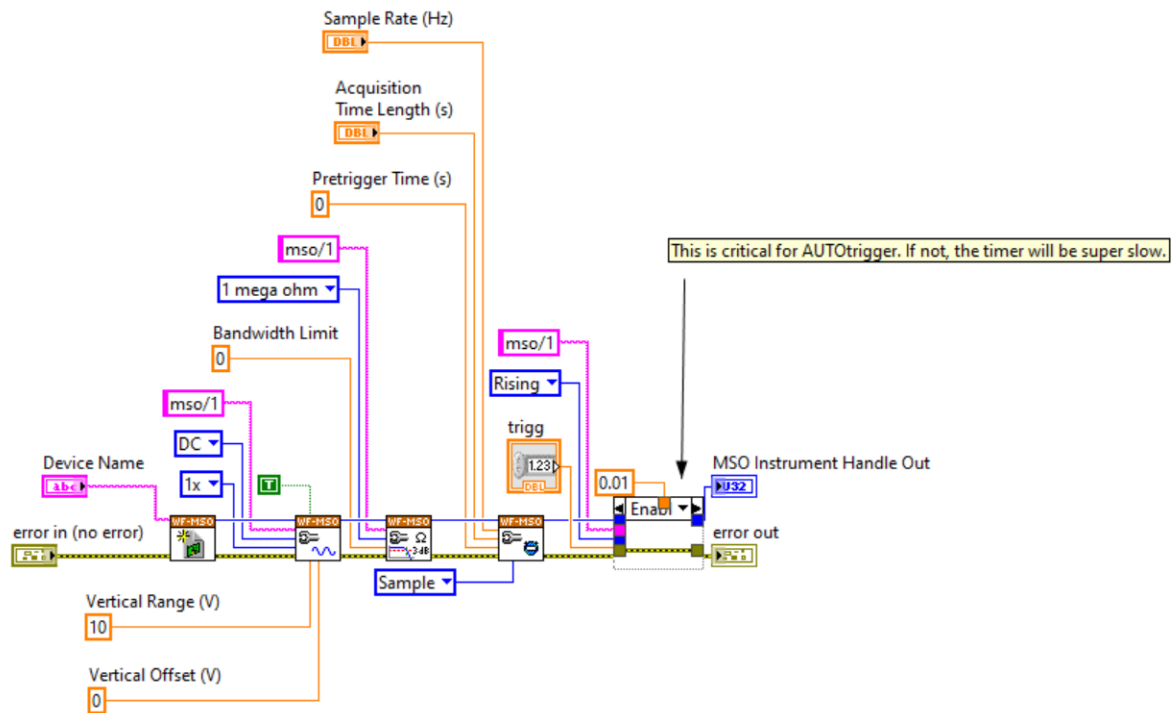 Sample Rate (Hz)
DBL
Acquisition
Time Length (s)
DBL
Pretrigger Time (s)
0
mso/1
This is critical for AUTOtrigger. If not, the timer will be super slow.
1 mega ohm
Bandwidth Limit
0
mso/1
Rising
mso/1
trigg
1.23
DBL
DC
Device Name
abc
1x
T
0.01
MSO Instrument Handle Out
U32
Enabl
error in (no error)
WF-MSO
WF-MSO
WF-MSO
WF-MSO
Ω
-3dB
error out
Sample
Vertical Range (V)
10
Vertical Offset (V)
0